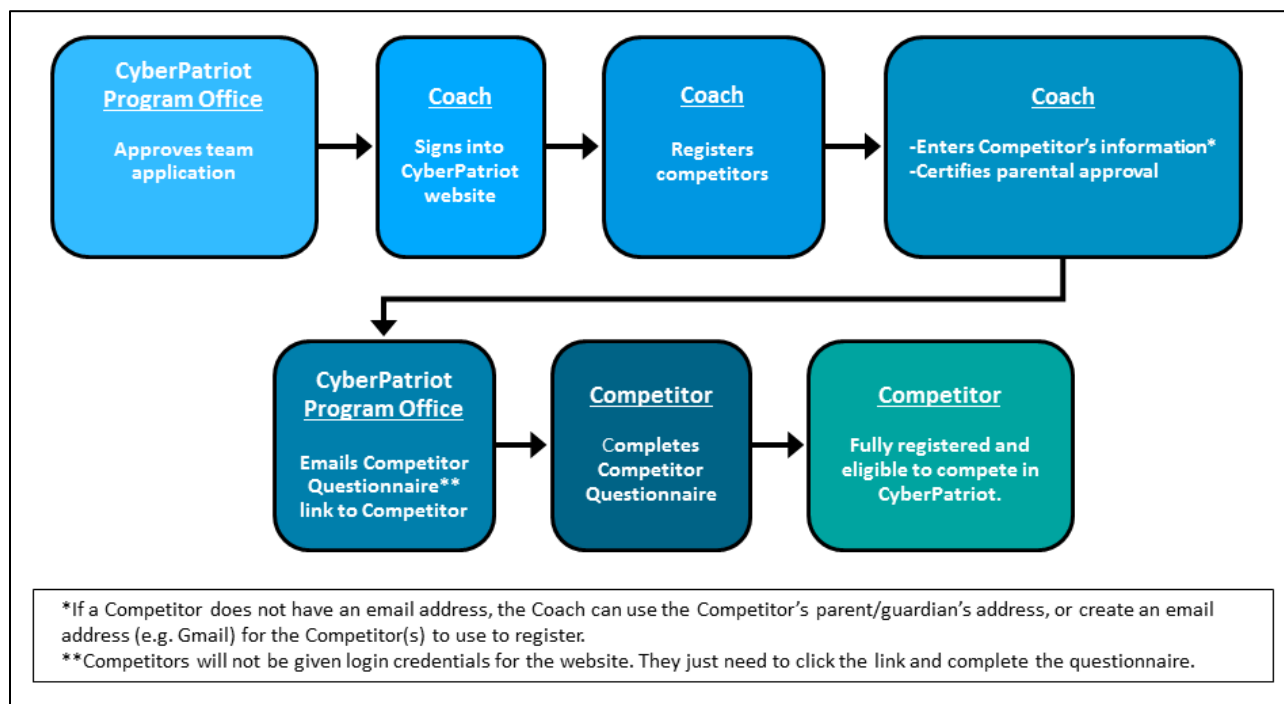 CyberPatriot
Program Office
Approves team
application
Coach
Signs into
CyberPatriot
website
Coach
Registers
competitors
Coach
-Enters Competitor's information*
-Certifies parental approval
CyberPatriot
Program Office
Emails Competitor
Questionnaire**
link to Competitor
Competitor
Completes
Competitor
Questionnaire
Competitor
Fully registered and
eligible to compete in
CyberPatriot.
*If a Competitor does not have an email address, the Coach can use the Competitor's parent/guardian's address, or create an email
address (e.g. Gmail) for the Competitor(s) to use to register.
**Competitors will not be given login credentials for the website. They just need to click the link and complete the questionnaire.